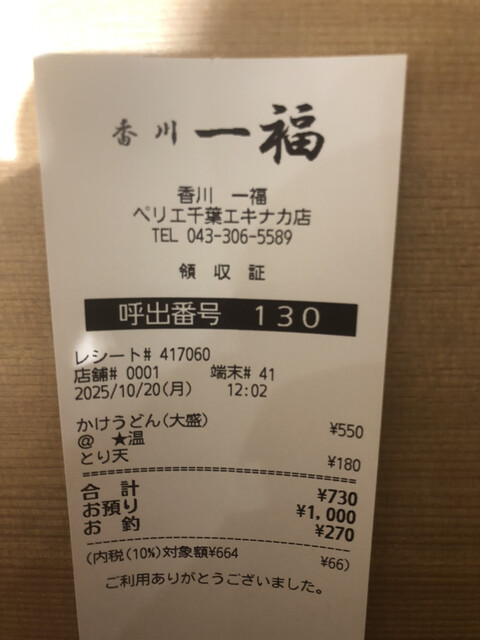 香川 一福
香川 一福
ペリエ千葉エキナカ店
TEL 043-306-5589
領収証
呼出番号 130
レシート# 417060
店舗# 0001 端末# 41
2025/10/20(月) 12:02
かけうどん(大盛) ¥550
@ ★温
とり天 ¥180
合計 ¥730
お預り ¥1,000
お釣 ¥270
(内税(10%)対象額¥664 ¥66)
ご利用ありがとうございました。